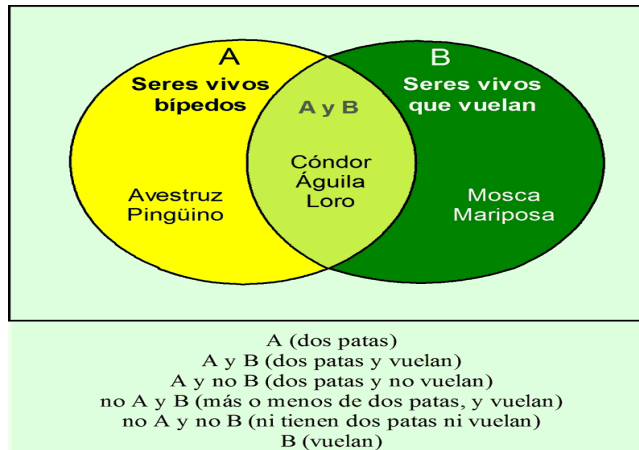 A
Seres vivos
bípedos
Avestruz
Pingüino
A y B
Cóndor
Águila
Loro
B
Seres vivos
que vuelan
Mosca
Mariposa
A (dos patas)
A y B (dos patas y vuelan)
A y no B (dos patas y no vuelan)
no A y B (más o menos de dos patas, y vuelan)
no A y no B (ni tienen dos patas ni vuelan)
B (vuelan)